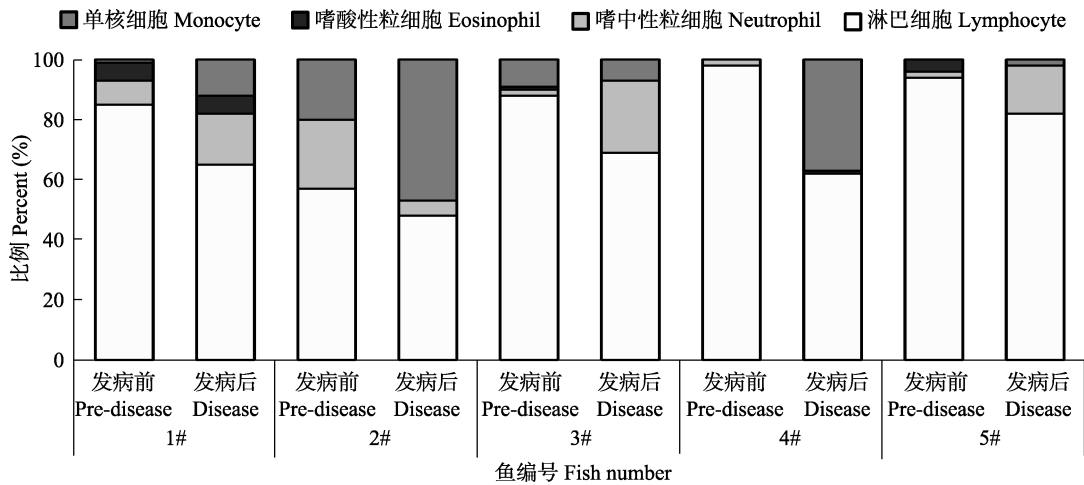 单核细胞 Monocyte 嗜酸性粒细胞 Eosinophil 嗜中性粒细胞 Neutrophil 淋巴细胞 Lymphocyte
100
80
60
40
20
0
比例 Percent (%)
发病前 发病后 发病前 发病后 发病前 发病后 发病前 发病后 发病前 发病后
Pre-disease Disease Pre-disease Disease Pre-disease Disease Pre-disease Disease Pre-disease Disease
1# 2# 3# 4# 5#
鱼编号 Fish number